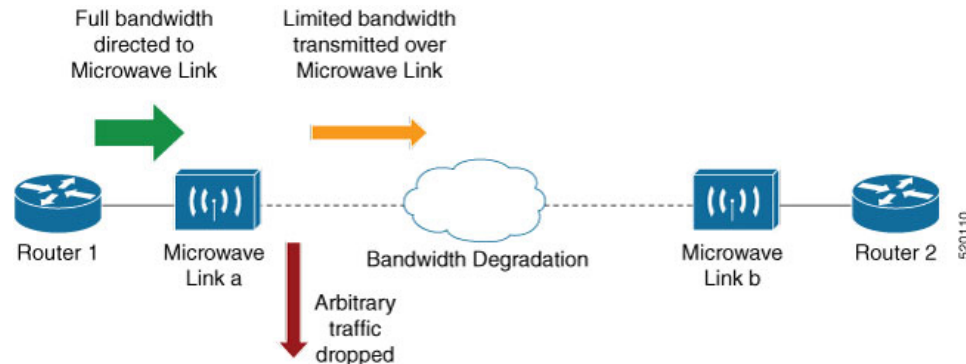 Full bandwidth
directed to
Microwave Link
Limited bandwidth
transmitted over
Microwave Link
Router 1
Microwave
Link a
Bandwidth Degradation
Microwave
Link b
Router 2
520110
Arbitrary
traffic
dropped